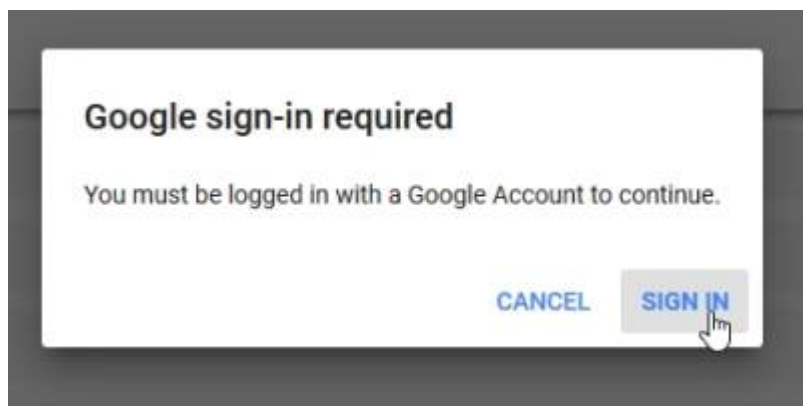 Google sign-in required
You must be logged in with a Google Account to continue.
CANCEL SIGN IN